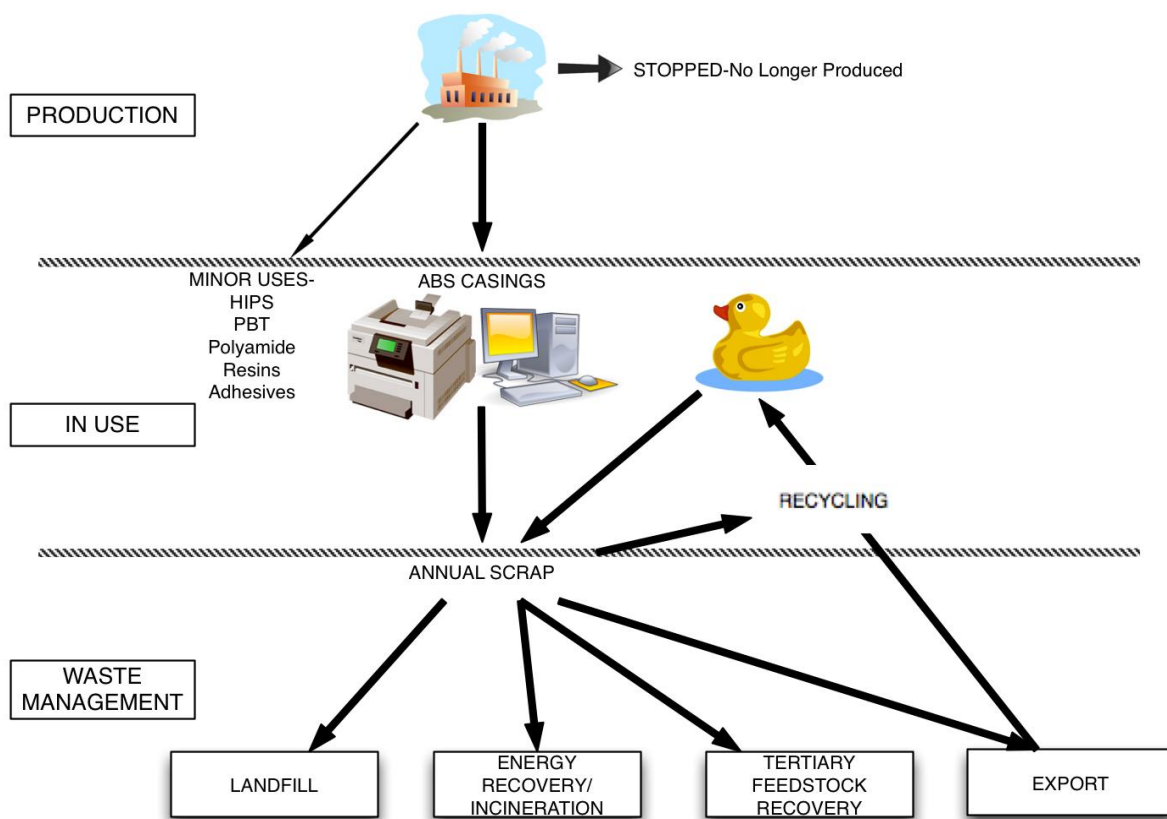 STOPPED-No Longer Produced
PRODUCTION
MINOR USES-
HIPS
PBT
Polyamide
Resins
Adhesives
ABS CASINGS
IN USE
RECYCLING
ANNUAL SCRAP
WASTE
MANAGEMENT
LANDFILL
ENERGY
RECOVERY/
INCINERATION
TERTIARY
FEEDSTOCK
RECOVERY
EXPORT